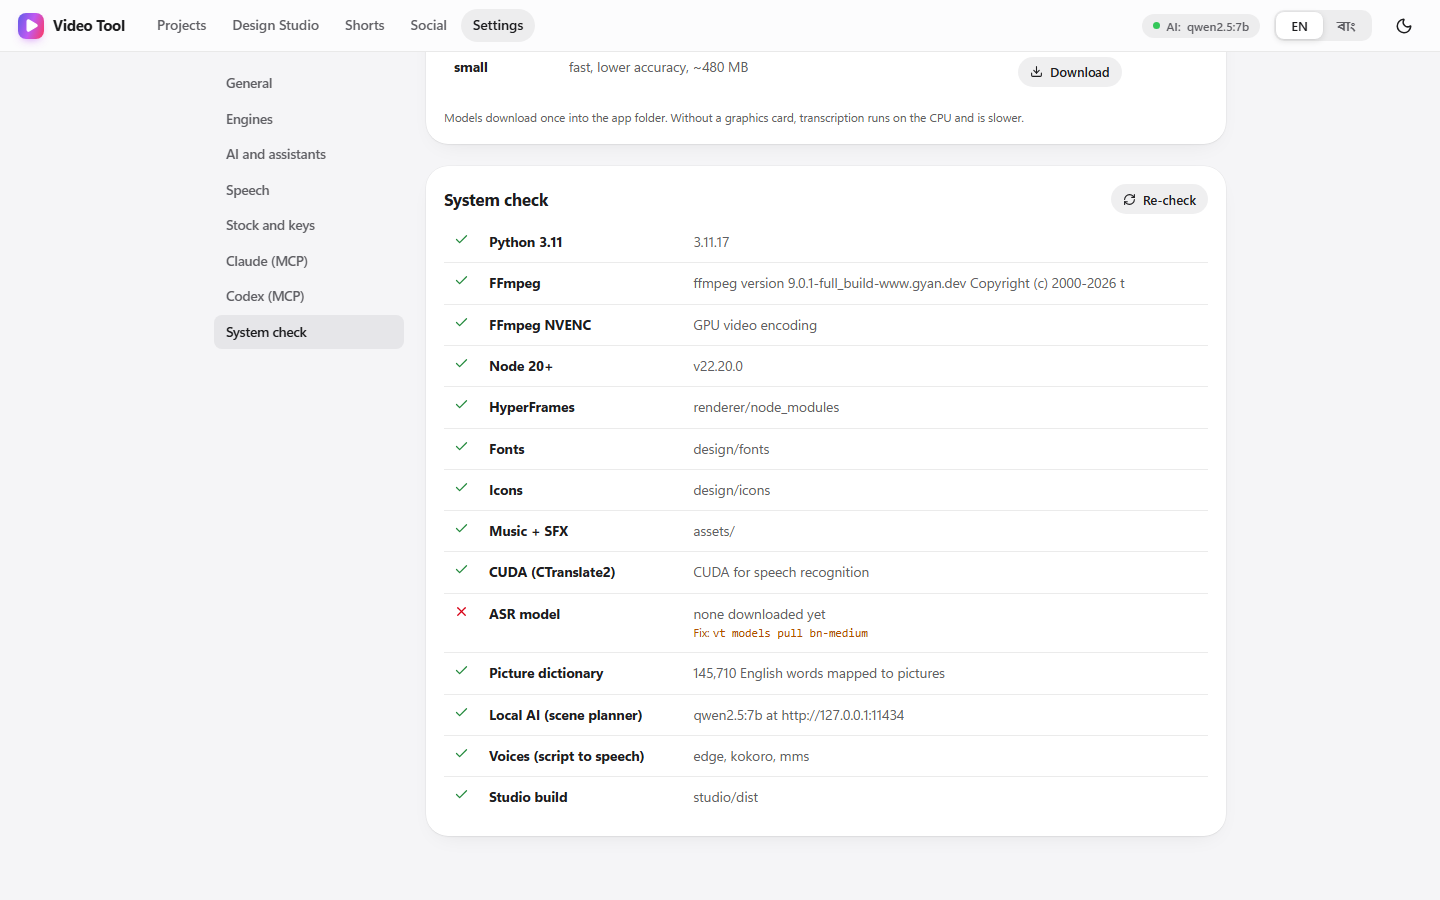 Video Tool
Projects
Design Studio
Shorts
Social
Settings
AI: qwen2.5:7b
EN
বাং
General
Engines
AI and assistants
Speech
Stock and keys
Claude (MCP)
Codex (MCP)
System check
small fast, lower accuracy, ~480 MB Download
Models download once into the app folder. Without a graphics card, transcription runs on the CPU and is slower.
System check
Re-check
Python 3.11 3.11.17
FFmpeg ffmpeg version 9.0.1-full_build-www.gyan.dev Copyright (c) 2000-2026 t
FFmpeg NVENC GPU video encoding
Node 20+ v22.20.0
HyperFrames renderer/node_modules
Fonts design/fonts
Icons design/icons
Music + SFX assets/
CUDA (CTranslate2) CUDA for speech recognition
ASR model none downloaded yet
Fix: vt models pull bn-medium
Picture dictionary 145,710 English words mapped to pictures
Local AI (scene planner) qwen2.5:7b at http://127.0.0.1:11434
Voices (script to speech) edge, kokoro, mms
Studio build studio/dist